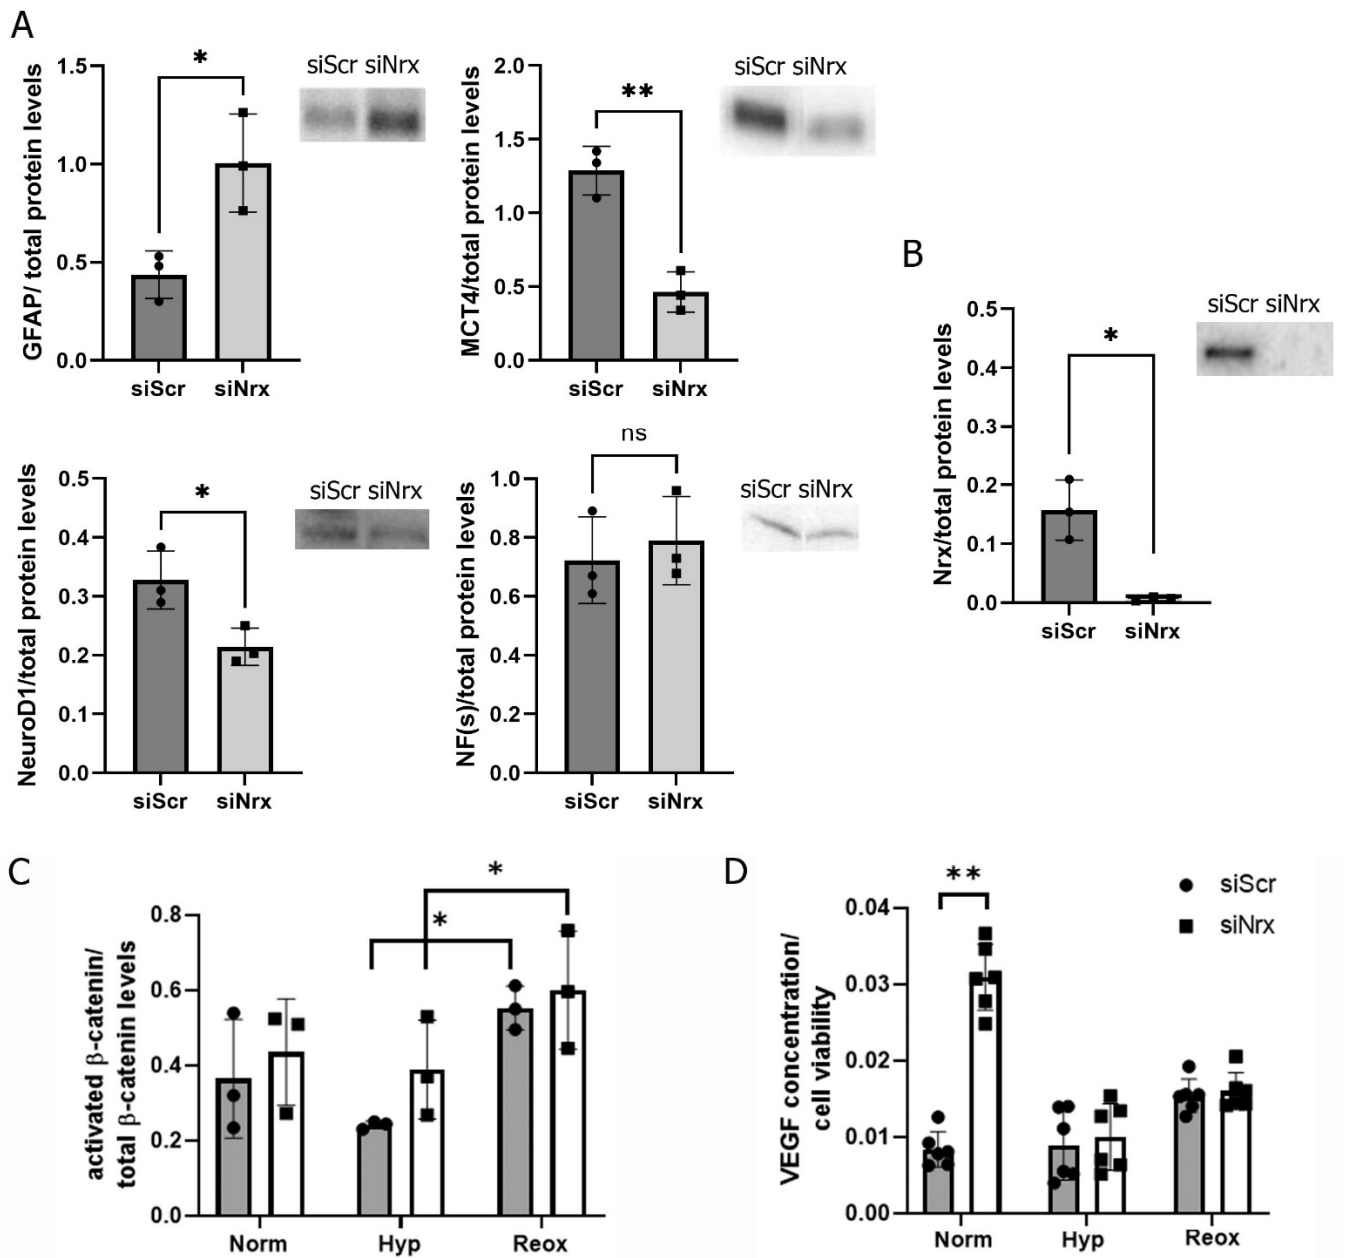 A
GFAP/ total protein levels
1.5
1.0
0.5
0.0
*
siScr
siNrx
siScr siNrx
MCT4/total protein levels
2.0
1.5
1.0
0.5
0.0
**
siScr
siNrx
siScr siNrx
NeuroD1/total protein levels
0.5
0.4
0.3
0.2
0.1
0.0
*
siScr
siNrx
siScr siNrx
NF(s)/total protein levels
1.0
0.8
0.6
0.4
0.2
0.0
ns
siScr
siNrx
siScr siNrx
B
Nrx/total protein levels
0.5
0.4
0.3
0.2
0.1
0.0
*
siScr
siNrx
siScr siNrx
C
activated β-catenin/
total β-catenin levels
0.8
0.6
0.4
0.2
0.0
*
*
Norm
Hyp
Reox
D
VEGF concentration/
cell viability
0.04
0.03
0.02
0.01
0.00
**
Norm
Hyp
Reox
siScr
siNrx